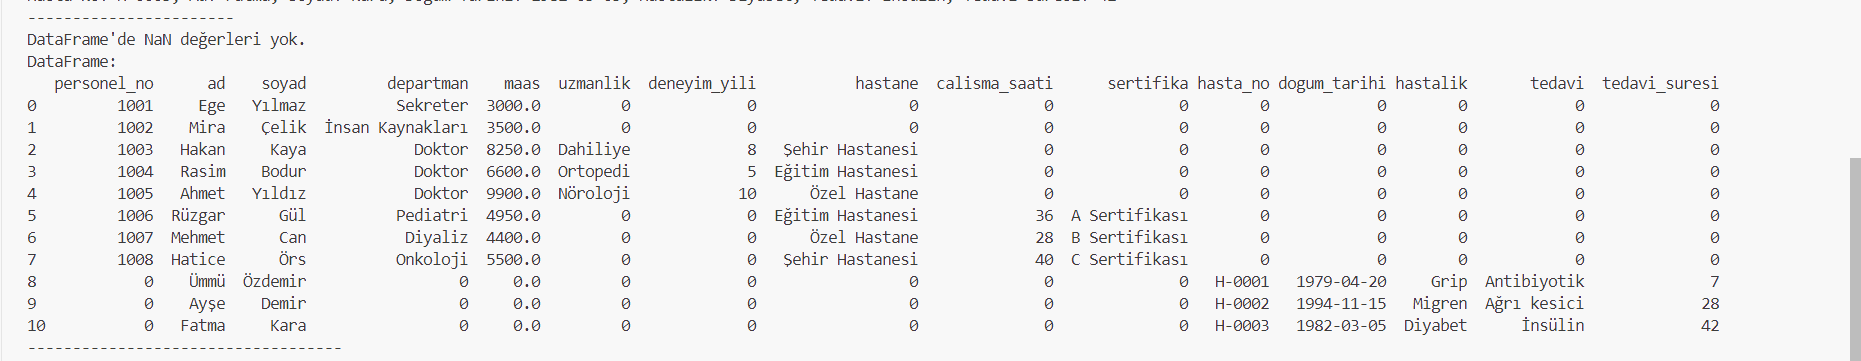 ------------------------
DataFrame'de NaN değerleri yok.
DataFrame:
personel_no ad soyad departman maas uzmanlik deneyim_yili hastane calisma_saati sertifika hasta_no dogum_tarihi hastalik tedavi tedavi_suresi
0 1001 Ege Yılmaz Sekreter 3000.0 0 0 0 0 0 0 0 0 0 0
1 1002 Mira Çelik İnsan Kaynakları 3500.0 0 0 0 0 0 0 0 0 0 0
2 1003 Hakan Kaya Doktor 8250.0 Dahiliye 8 Şehir Hastanesi 0 0 0 0 0 0 0
3 1004 Rasim Bodur Doktor 6600.0 Ortopedi 5 Eğitim Hastanesi 0 0 0 0 0 0 0
4 1005 Ahmet Yıldız Doktor 9900.0 Nöroloji 10 Özel Hastane 0 0 0 0 0 0 0
5 1006 Rüzgar Gül Pediatri 4950.0 0 0 Eğitim Hastanesi 36 A Sertifikası 0 0 0 0 0
6 1007 Mehmet Can Diyaliz 4400.0 0 0 Özel Hastane 28 B Sertifikası 0 0 0 0 0
7 1008 Hatice Örs Onkoloji 5500.0 0 0 Şehir Hastanesi 40 C Sertifikası 0 0 0 0 0
8 0 Ümmü Özdemir 0 0.0 0 0 0 0 0 H-0001 1979-04-20 Grip Antibiyotik 7
9 0 Ayşe Demir 0 0.0 0 0 0 0 0 H-0002 1994-11-15 Migren Ağrı kesici 28
10 0 Fatma Kara 0 0.0 0 0 0 0 0 H-0003 1982-03-05 Diyabet İnsülin 42
-----------------------------------